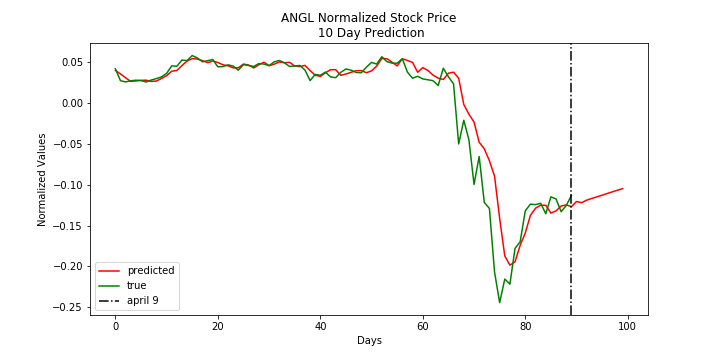 ANGL Normalized Stock Price
10 Day Prediction
Normalized Values
0.05
0.00
−0.05
−0.10
−0.15
−0.20
−0.25
predicted
true
april 9
0
20
40
60
80
100
Days